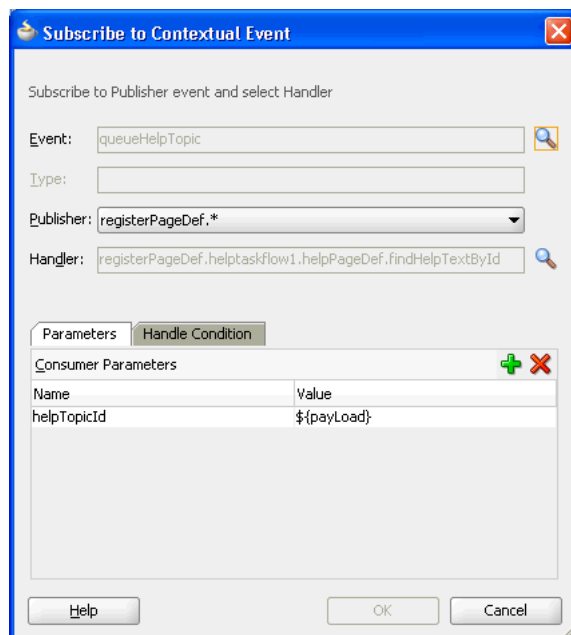 Subscribe to Contextual Event
Subscribe to Publisher event and select Handler
Event: queueHelpTopic
Type:
Publisher: registerPageDef.*
Handler: registerPageDef.helptaskflow1.helpPageDef.findHelpTextById
Parameters Handle Condition
Consumer Parameters
Name Value
helpTopicId ${payLoad}
Help OK Cancel